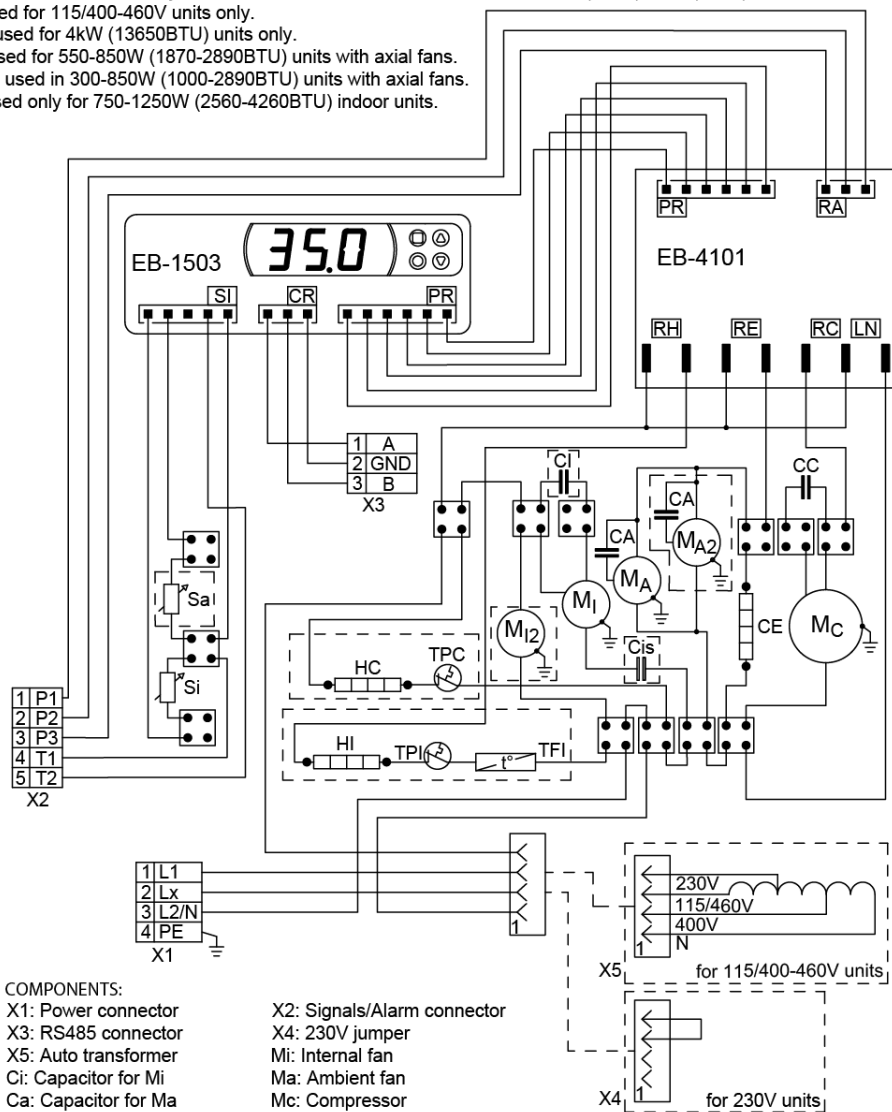 ed for 115/400-460V units only.
used for 4kW (13650BTU) units only.
sed for 550-850W (1870-2890BTU) units with axial fans.
used in 300-850W (1000-2890BTU) units with axial fans.
sed only for 750-1250W (2560-4260BTU) indoor units.
PR
RA
EB-4101
EB-1503
35.0
SI
CR
PR
RH
RE
RC
LN
1 A
2 GND
3 B
X3
CI
CC
CA
CA
MA2
MA
MI
MI2
Sa
Si
CE
MC
HC
TPC
Cis
HI
TPI
t°
TFI
1 P1
2 P2
3 P3
4 T1
5 T2
X2
1 L1
2 Lx
3 L2/N
4 PE
X1
1
230V
115/460V
400V
N
1
X5
for 115/400-460V units
1
X4
for 230V units
COMPONENTS:
X1: Power connector
X2: Signals/Alarm connector
X3: RS485 connector
X4: 230V jumper
X5: Auto transformer
Mi: Internal fan
Ci: Capacitor for Mi
Ma: Ambient fan
Ca: Capacitor for Ma
Mc: Compressor